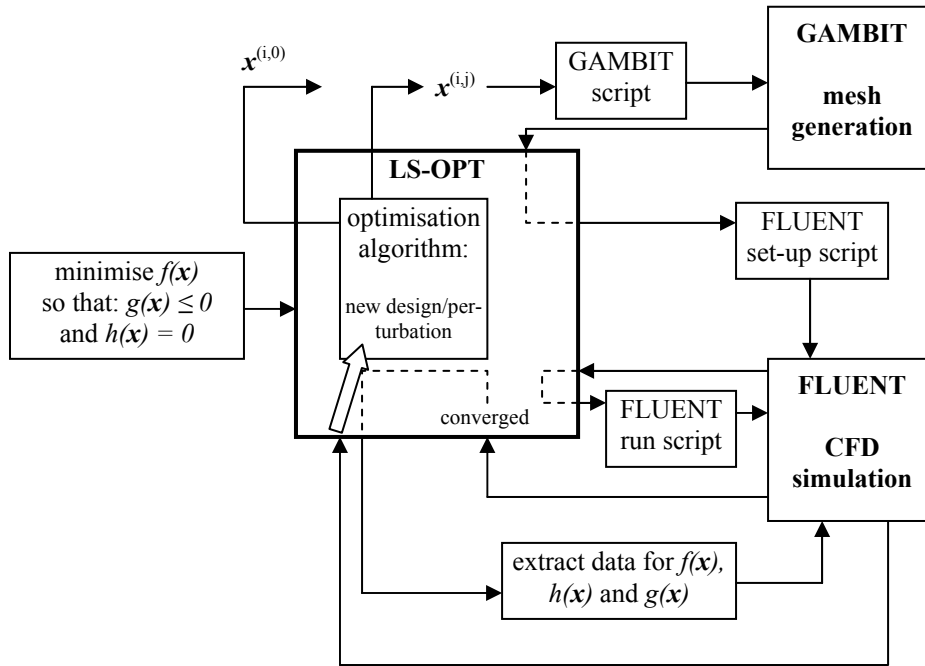 x(i,0)
x(i,j)
GAMBIT
script
GAMBIT
mesh
generation
LS-OPT
optimisation
algorithm:
new design/per-
turbation
converged
minimise f(x)
so that: g(x) ≤ 0
and h(x) = 0
FLUENT
set-up script
FLUENT
run script
FLUENT
CFD
simulation
extract data for f(x),
h(x) and g(x)